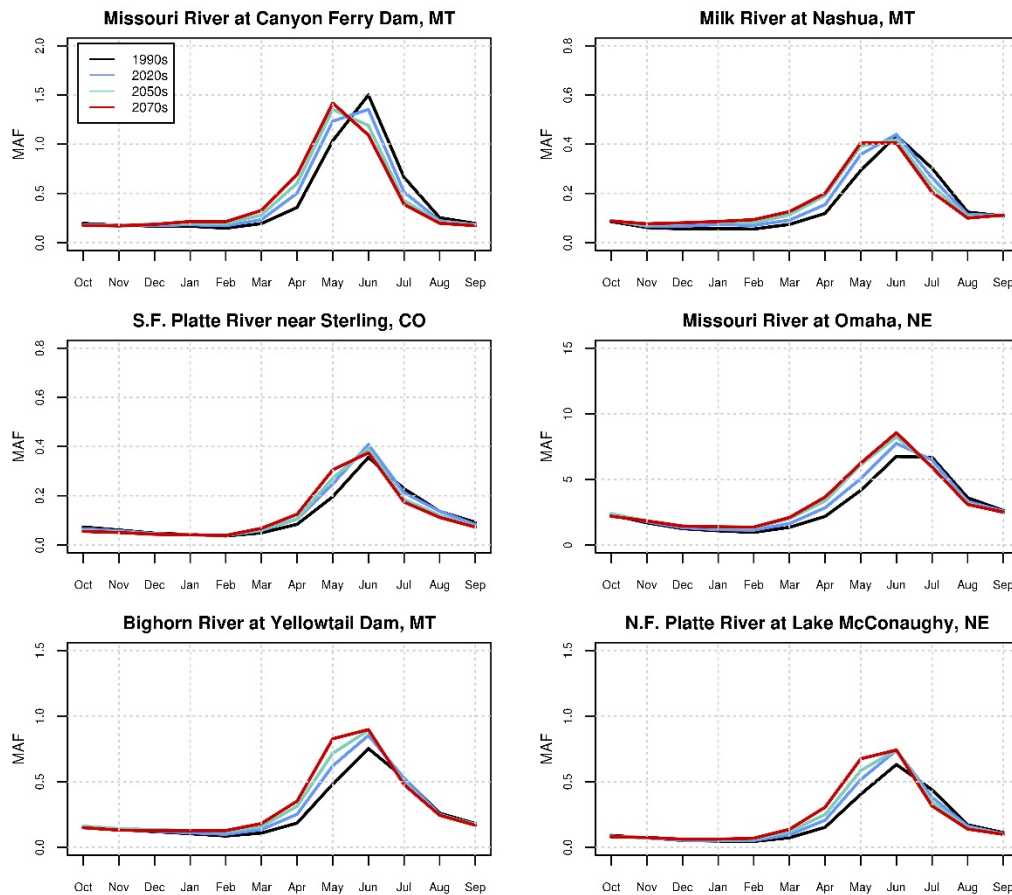 Missouri River at Canyon Ferry Dam, MT
MAF
2.0
1.5
1.0
0.5
0.0
1990s
2020s
2050s
2070s
Oct Nov Dec Jan Feb Mar Apr May Jun Jul Aug Sep
Milk River at Nashua, MT
MAF
0.8
0.6
0.4
0.2
0.0
Oct Nov Dec Jan Feb Mar Apr May Jun Jul Aug Sep
S.F. Platte River near Sterling, CO
MAF
0.8
0.6
0.4
0.2
0.0
Oct Nov Dec Jan Feb Mar Apr May Jun Jul Aug Sep
Missouri River at Omaha, NE
MAF
15
10
5
0
Oct Nov Dec Jan Feb Mar Apr May Jun Jul Aug Sep
Bighorn River at Yellowtail Dam, MT
MAF
1.5
1.0
0.5
0.0
Oct Nov Dec Jan Feb Mar Apr May Jun Jul Aug Sep
N.F. Platte River at Lake McConaughy, NE
MAF
1.5
1.0
0.5
0.0
Oct Nov Dec Jan Feb Mar Apr May Jun Jul Aug Sep